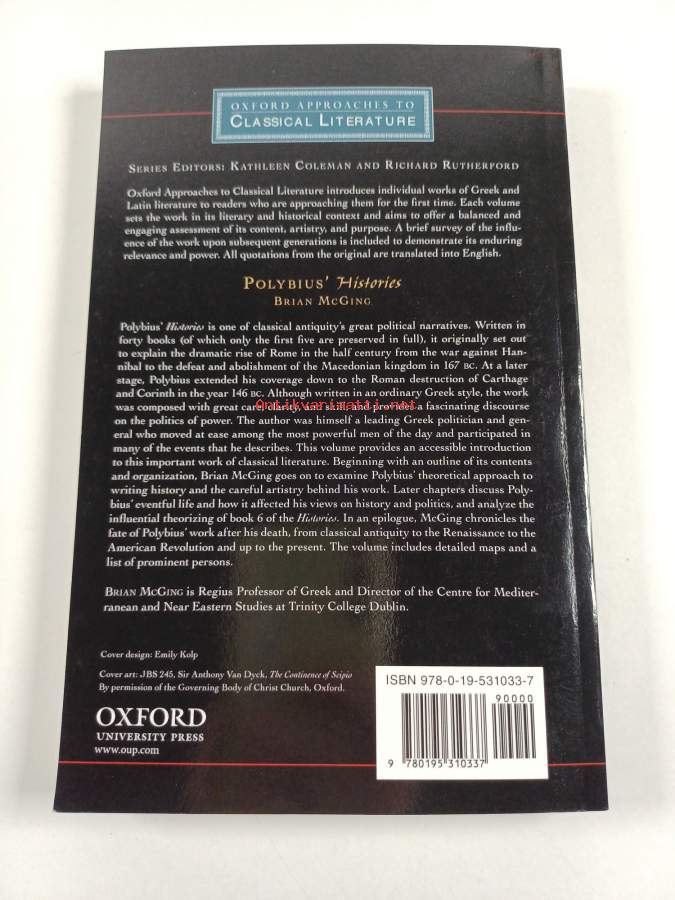 OXFORD APPROACHES TO
CLASSICAL LITERATURE
SERIES EDITORS: KATHLEEN COLEMAN AND RICHARD RUTHERFORD
Oxford Approaches to Classical Literature introduces individual works of Greek and
Latin literature to readers who are approaching them for the first time. Each volume
sets the work in its literary and historical context and aims to offer a balanced and
engaging assessment of its content, artistry, and purpose. A brief survey of the influ-
ence of the work upon subsequent generations is included to demonstrate its enduring
relevance and power. All quotations from the original are translated into English.
POLYBIUS' Histories
BRIAN MCGING
Polybius' Histories is one of classical antiquity's great political narratives. Written in
forty books (of which only the first five are preserved in full), it originally set out
to explain the dramatic rise of Rome in the half century from the war against Han-
nibal to the defeat and abolishment of the Macedonian kingdom in 167 BC. At a later
stage, Polybius extended his coverage down to the Roman destruction of Carthage
and Corinth in the year 146 BC. Although written in an ordinary Greek style, the work
was composed with great care, clarity, and skill and provides a fascinating discourse
Antikvariaatti.net
on the politics of power. The author was himself a leading Greek politician and gen-
eral who moved at ease among the most powerful men of the day and participated in
many of the events that he describes. This volume provides an accessible introduction
to this important work of classical literature. Beginning with an outline of its contents
and organization, Brian McGing goes on to examine Polybius' theoretical approach to
writing history and the careful artistry behind his work. Later chapters discuss Poly-
bius' eventful life and how it affected his views on history and politics, and analyze the
influential theorizing of book 6 of the Histories. In an epilogue, McGing chronicles the
fate of Polybius' work after his death, from classical antiquity to the Renaissance to the
American Revolution and up to the present. The volume includes detailed maps and a
list of prominent persons.
BRIAN MCGING is Regius Professor of Greek and Director of the Centre for Mediter-
ranean and Near Eastern Studies at Trinity College Dublin.
Cover design: Emily Kolp
Cover art: JBS 245, Sir Anthony Van Dyck, The Continence of Scipio
By permission of the Governing Body of Christ Church, Oxford.
OXFORD
UNIVERSITY PRESS
www.oup.com
ISBN 978-0-19-531033-7
90000
9 780195 310337